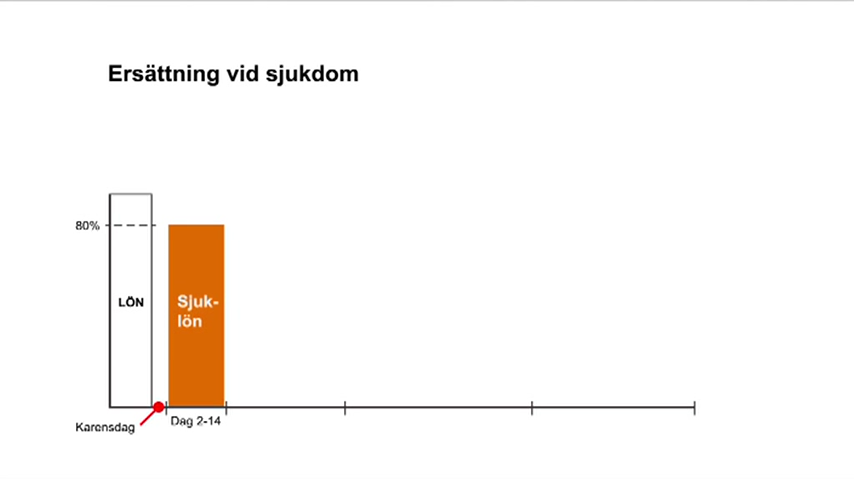 Ersättning vid sjukdom
80%
LÖN
Sjuk-
lön
Karensdag
Dag 2-14